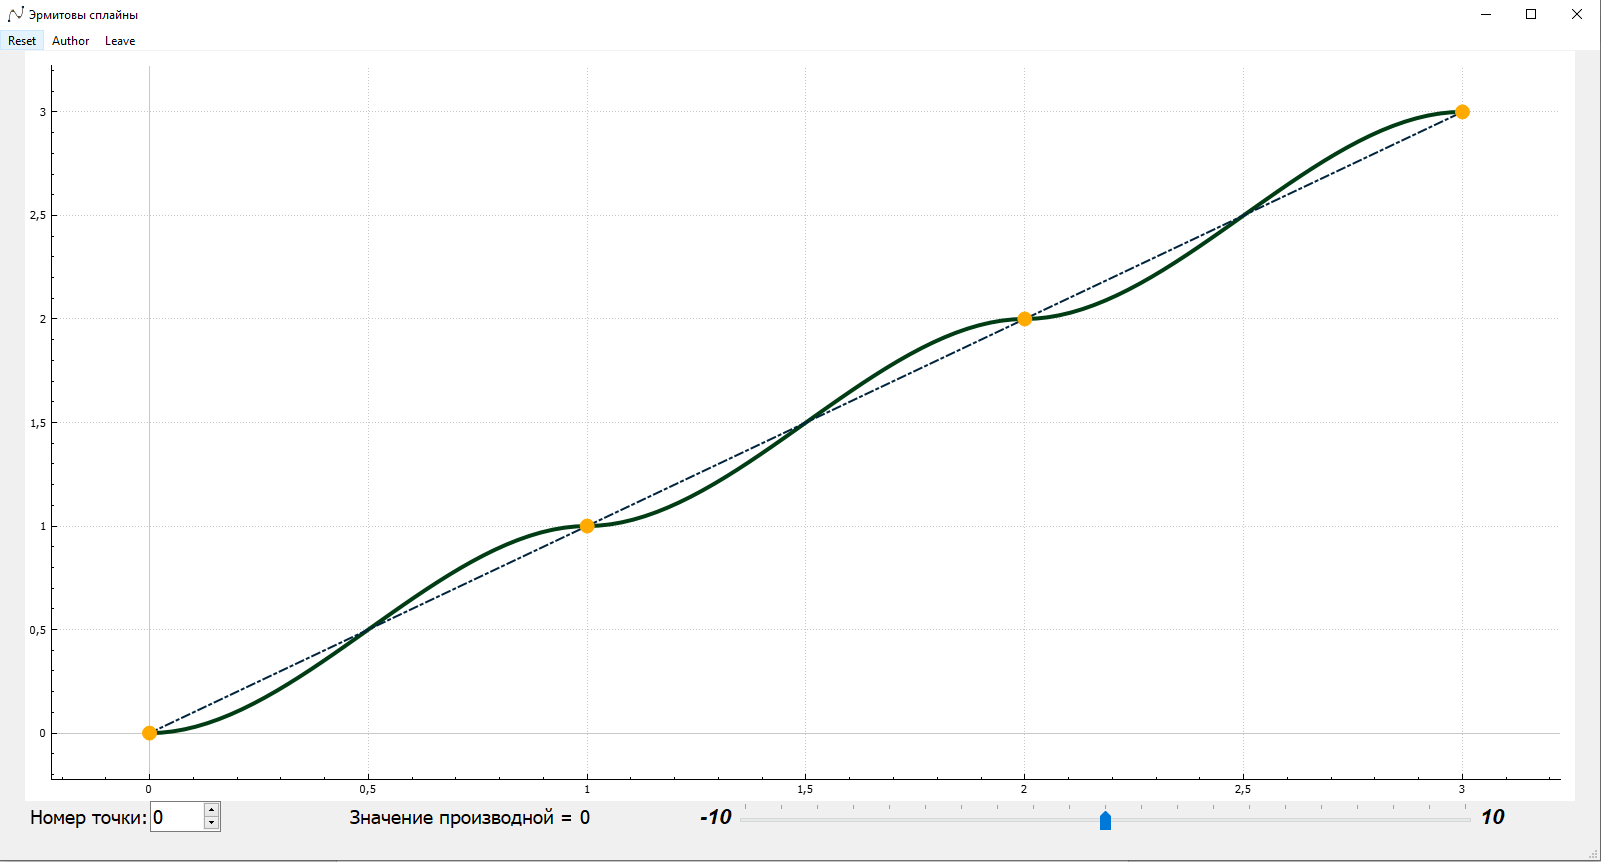 Эрмитовы сплайны
Reset Author Leave
3
2,5
2
1,5
1
0,5
0
0 0,5 1 1,5 2 2,5 3
Номер точки: 0 Значение производной = 0 -10 10